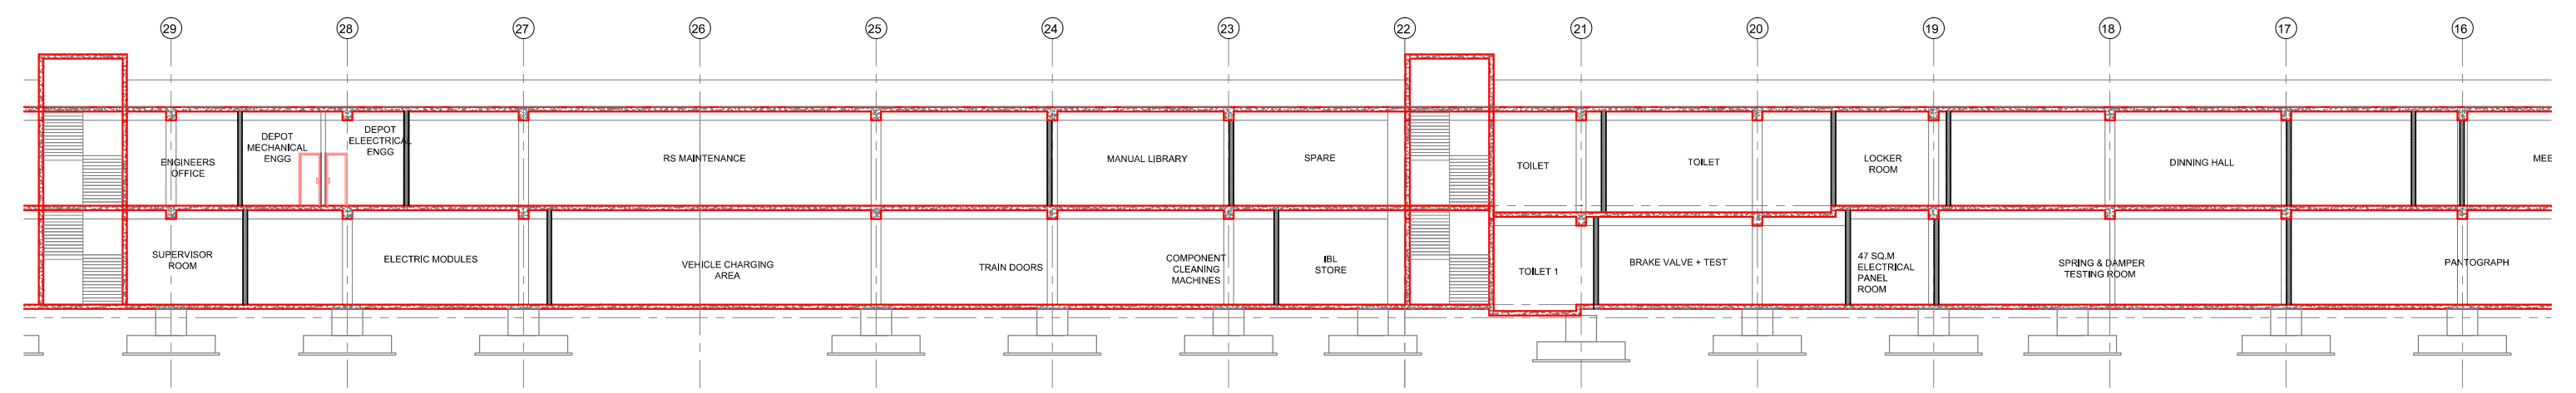 29
28
27
26
25
24
23
22
21
20
19
18
17
16
ENGINEERS
OFFICE
DEPOT
MECHANICAL
ENGG
DEPOT
ELEECTRICAL
ENGG
RS MAINTENANCE
MANUAL LIBRARY
SPARE
TOILET
TOILET
LOCKER
ROOM
DINNING HALL
MEE
SUPERVISOR
ROOM
ELECTRIC MODULES
VEHICLE CHARGING
AREA
TRAIN DOORS
COMPONENT
CLEANING
MACHINES
IBL
STORE
TOILET 1
BRAKE VALVE + TEST
47 SQ.M
ELECTRICAL
PANEL
ROOM
SPRING & DAMPER
TESTING ROOM
PANTOGRAPH